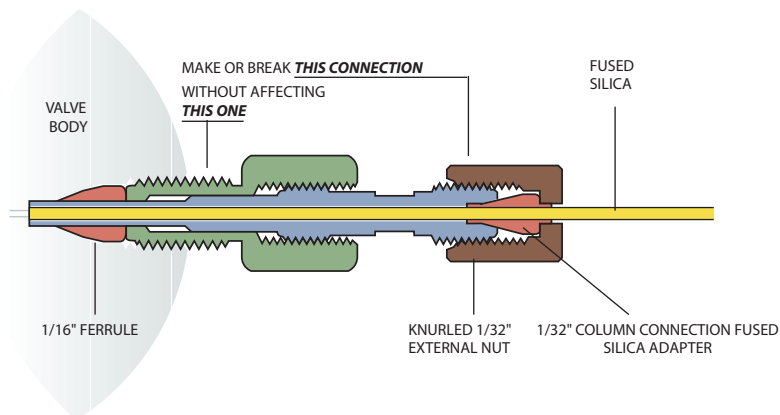 MAKE OR BREAK THIS CONNECTION
WITHOUT AFFECTING
THIS ONE
FUSED
SILICA
VALVE
BODY
1/16" FERRULE
KNURLED 1/32"
EXTERNAL NUT
1/32" COLUMN CONNECTION FUSED
SILICA ADAPTER